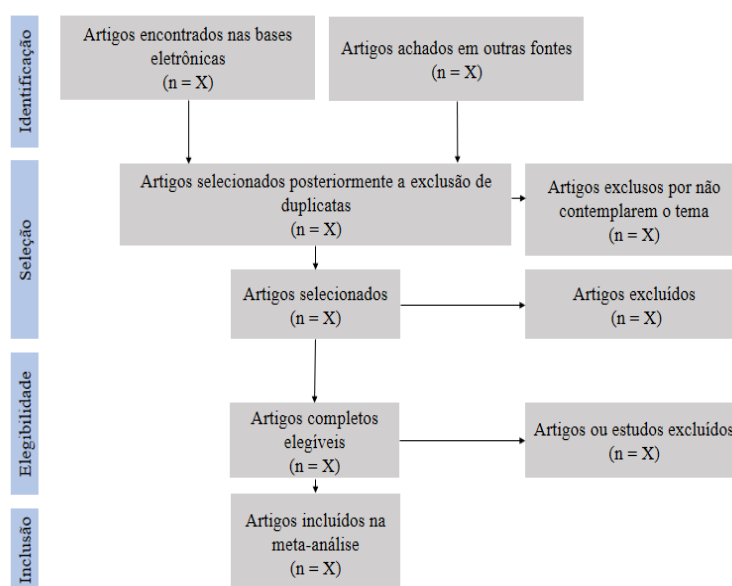 Identificação
Artigos encontrados nas bases
eletrônicas
(n = X)
Artigos achados em outras fontes
(n = X)
Seleção
Artigos selecionados posteriormente a exclusão de
duplicatas
(n = X)
Artigos exclusos por não
contemplarem o tema
(n = X)
Artigos selecionados
(n = X)
Artigos excluídos
(n = X)
Elegibilidade
Artigos completos
elegíveis
(n = X)
Artigos ou estudos excluídos
(n = X)
Inclusão
Artigos incluídos na
meta-análise
(n = X)